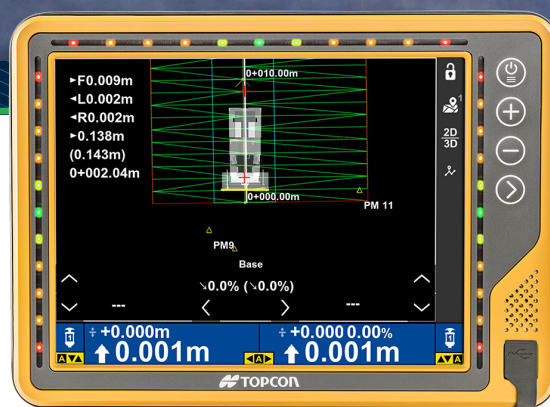 ►F0.009m
◄L0.002m
◄R0.002m
►0.138m
(0.143m)
0+002.04m
0+010.00m
0+000.00m
PM 11
PM9
Base
↘0.0% (↘0.0%)
---
---
1
2D
3D
÷ +0.000m
0.001m
÷ +0.000 0.00%
0.001m
A▼▲
◄A►
▲▼A
TOPCON